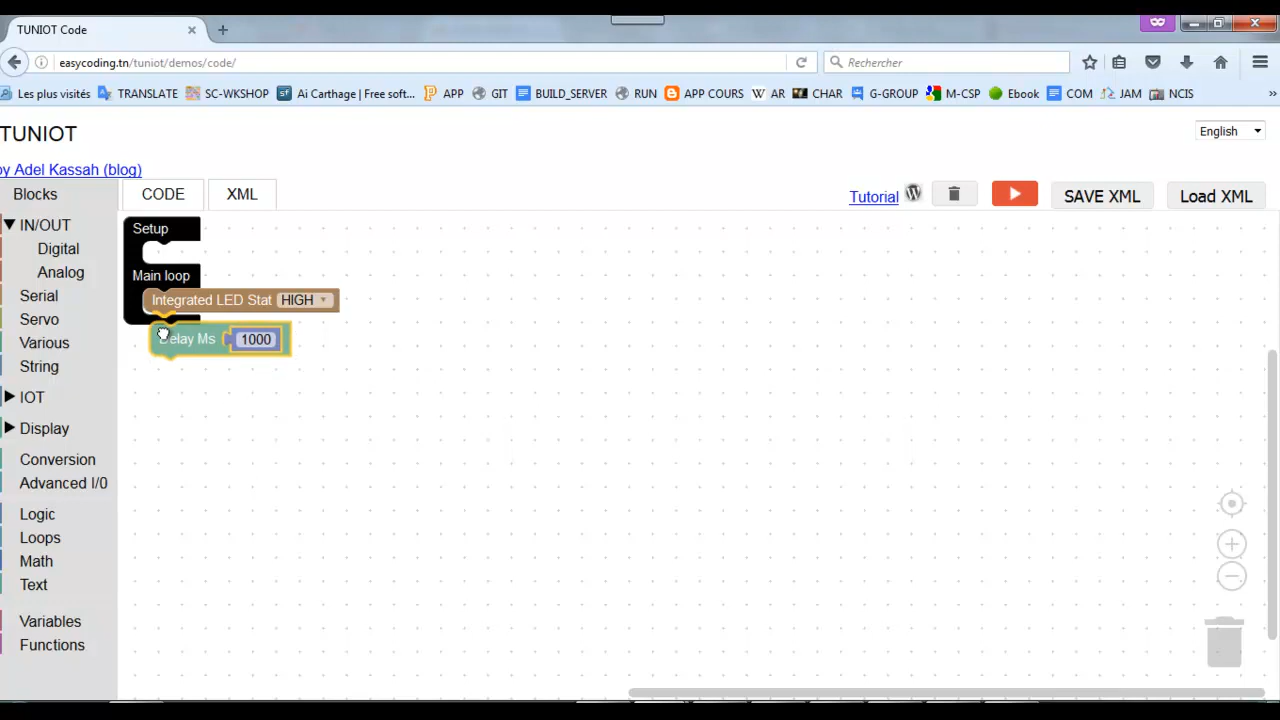 TUNIOT Code
easycoding.tn/tuniot/demos/code/
Rechercher
Les plus visités TRANSLATE SC-WKSHOP Ai Carthage | Free soft... APP GIT BUILD_SERVER RUN APP COURS AR CHAR G-GROUP M-CSP Ebook COM JAM NCIS »
TUNIOT
English
by Adel Kassah (blog)
Blocks
CODE
XML
Tutorial
SAVE XML
Load XML
IN/OUT
Digital
Analog
Serial
Servo
Various
String
IOT
Display
Conversion
Advanced I/0
Logic
Loops
Math
Text
Variables
Functions
Setup
Main loop
Integrated LED Stat HIGH
Delay Ms 1000